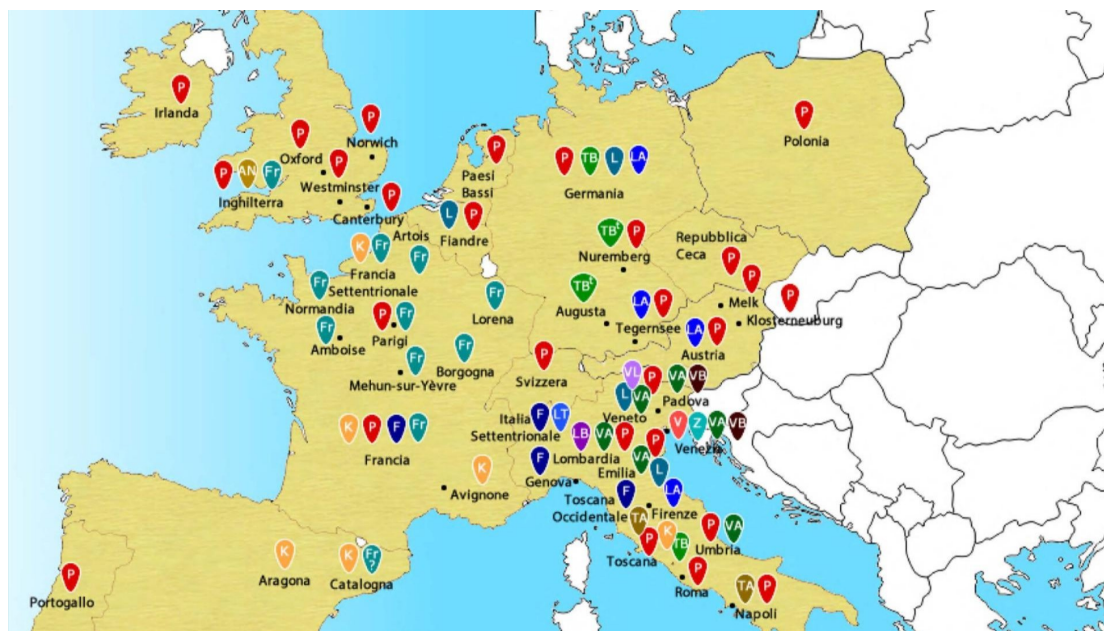 P
Irlanda
P
Norwich
P
Oxford
P
Westminster
P AN Fr
Inghilterra
P
Canterbury
P
Paesi
Bassi
P TB L LA
Germania
P
Polonia
L P
Fiandre
Artois
Fr
K Fr
Francia
Settentrionale
TBt P
Nuremberg
Repubblica
Ceca
P
P
Melk
P
Klosterneuburg
Fr
Normandia
Fr
Lorena
TBt
Augusta
LA P
Tegernsee
LA P
Austria
P Fr
Parigi
Fr
Amboise
Fr
Mehun-sur-Yèvre
Fr
Borgogna
P
Svizzera
VL P VA VB
Padova
L VA
Veneto
F LT
Italia
Settentrionale
V Z VA VB
Venezia
LB VA P
Lombardia
P
VA L
Emilia
K P F Fr
Francia
F
Genova
K
Avignone
F
Toscana
Occidentale
LA
Firenze
TA
P K TB
Toscana
P VA
Umbria
P
Roma
TA P
Napoli
K
Aragona
K Fr ?
Catalogna
P
Portogallo